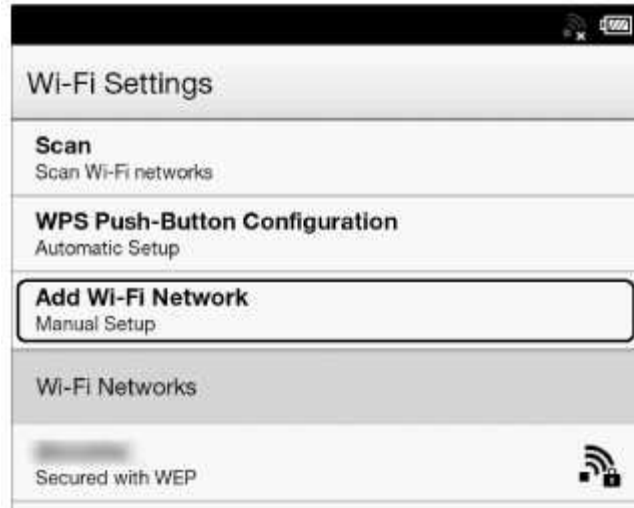 Wi-Fi Settings
Scan
Scan Wi-Fi networks
WPS Push-Button Configuration
Automatic Setup
Add Wi-Fi Network
Manual Setup
Wi-Fi Networks
Secured with WEP